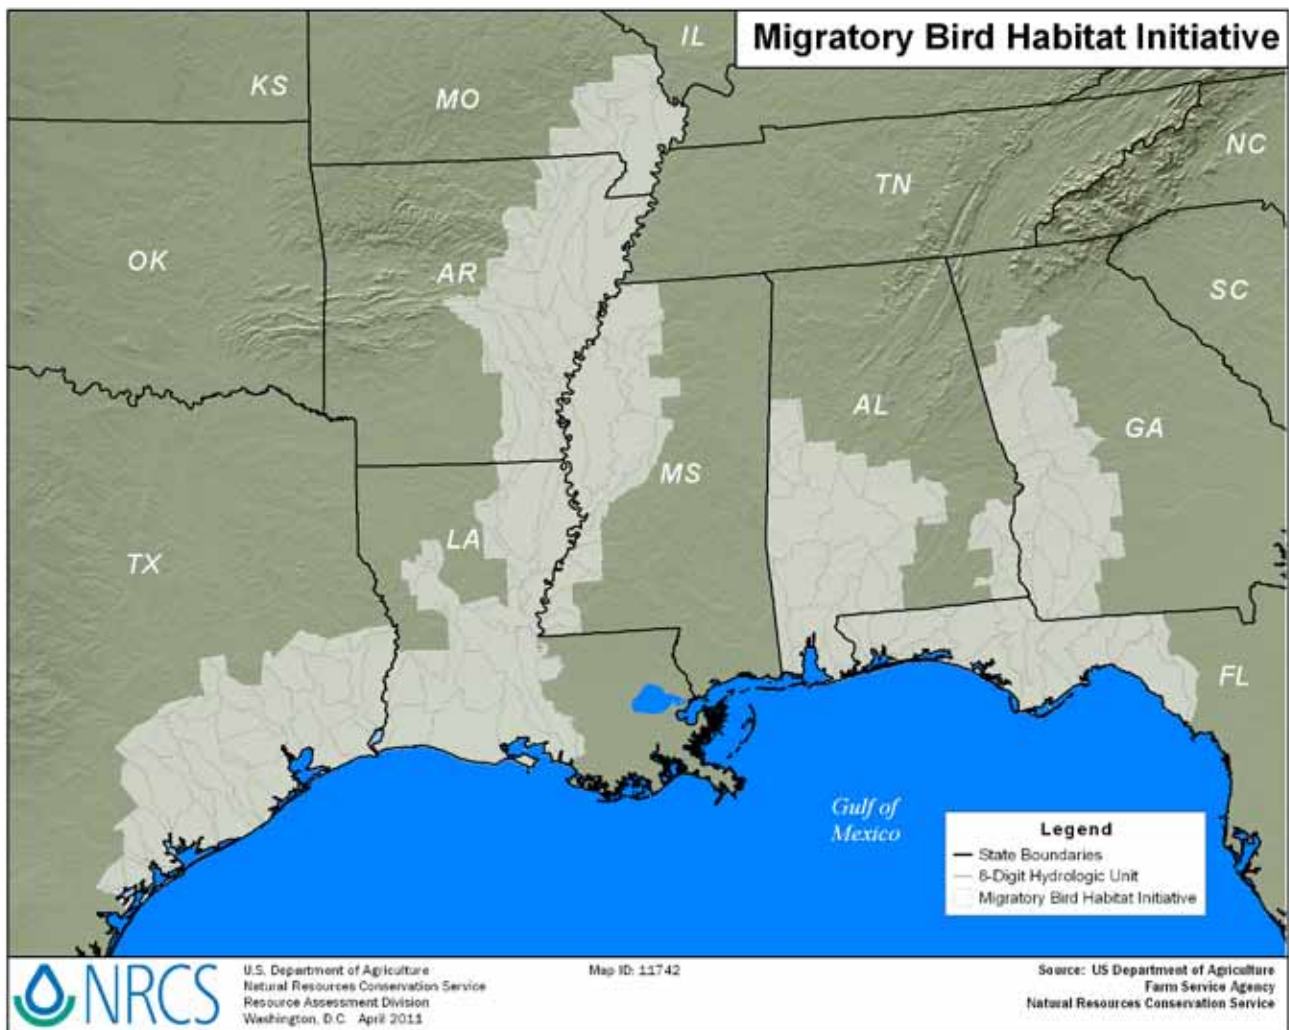 Migratory Bird Habitat Initiative
IL
KS
MO
NC
TN
OK
AR
SC
AL
GA
MS
LA
TX
FL
Gulf of
Mexico
Legend
State Boundaries
8-Digit Hydrologic Unit
Migratory Bird Habitat Initiative
NRCS
U.S. Department of Agriculture
Natural Resources Conservation Service
Resource Assessment Division
Washington, D.C. April 2011
Map ID: 11742
Source: US Department of Agriculture
Farm Service Agency
Natural Resources Conservation Service